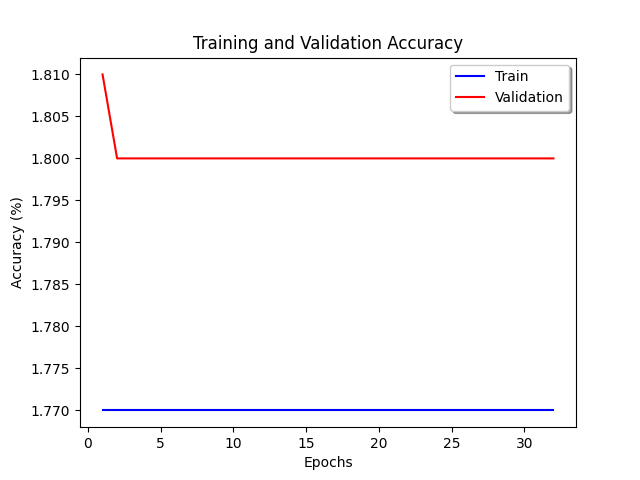 Training and Validation Accuracy
Train
Validation
Accuracy (%)
1.810
1.805
1.800
1.795
1.790
1.785
1.780
1.775
1.770
0 5 10 15 20 25 30
Epochs